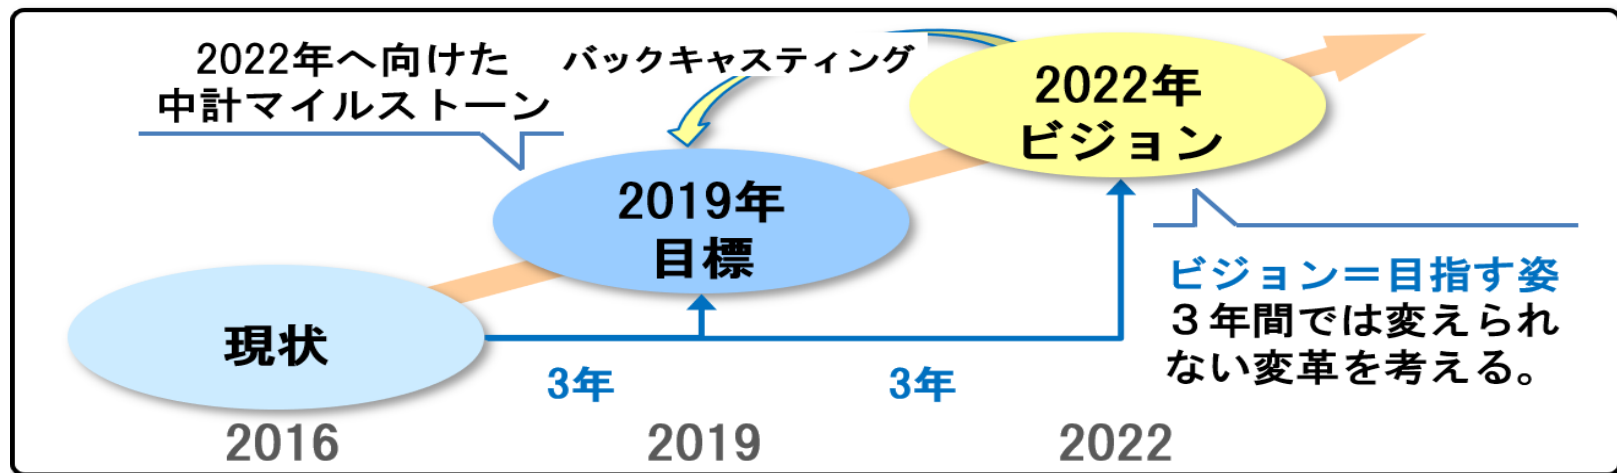 2022年へ向けた
中計マイルストーン
バックキャスティング
2022年
ビジョン
2019年
目標
現状
ビジョン＝目指す姿
３年間では変えられ
ない変革を考える。
3年
3年
2016
2019
2022